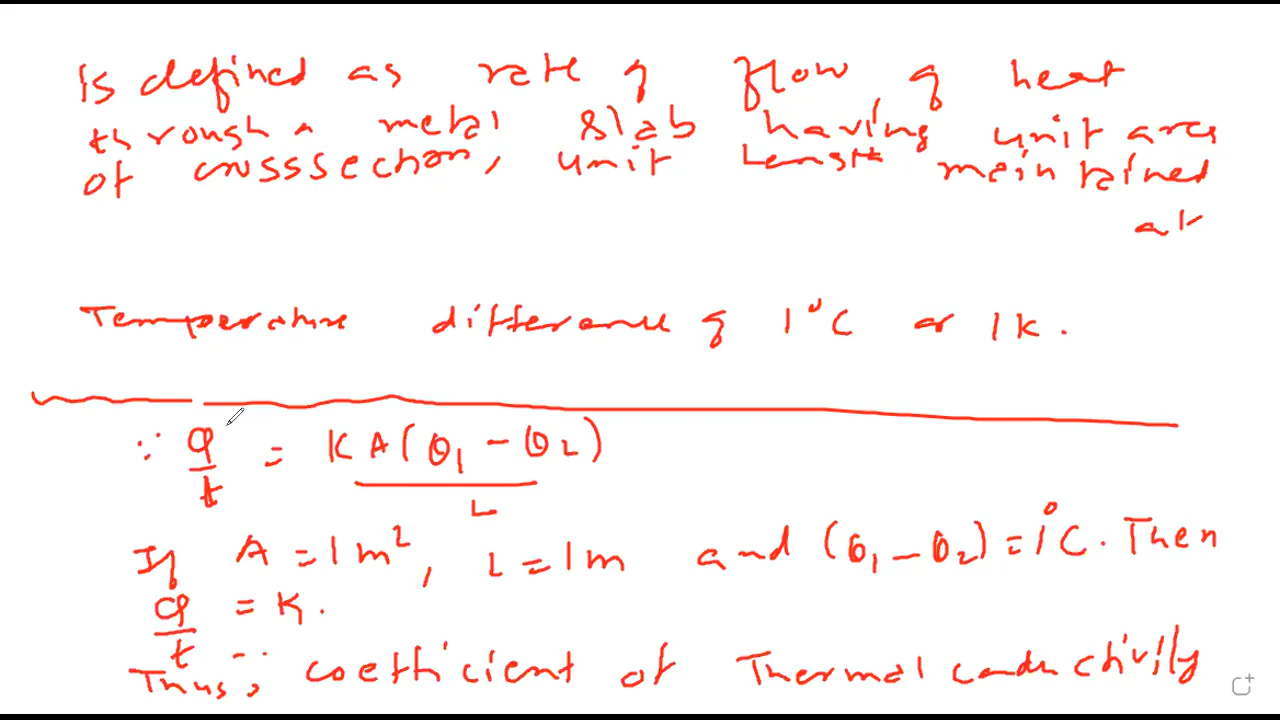 is defined as rate of flow of heat
through a metal slab having unit area
of crosssection, unit Length maintained
at
Temperature difference of 1°C or 1K.
∵ Q/t = KA(θ₁ - θ₂)/L
If A = 1m², L = 1m and (θ₁ - θ₂) = 1°C. Then
Q/t = K.
Thus, coefficient of Thermal conductivity